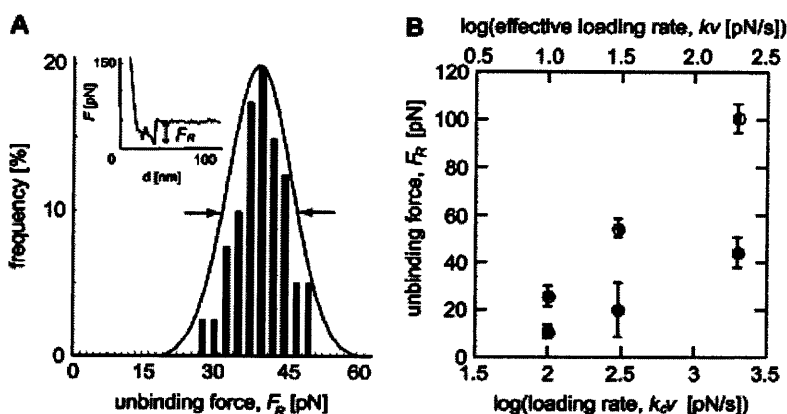 A
20
10
0
frequency [%]
0 15 30 45 60
unbinding force, F_R [pN]
150
F [pN]
F_R
0 100
d [nm]
B
log(effective loading rate, kv [pN/s])
0.5 1.0 1.5 2.0 2.5
120
100
80
60
40
20
0
unbinding force, F_R [pN]
1.5 2 2.5 3 3.5
log(loading rate, k_cv [pN/s])